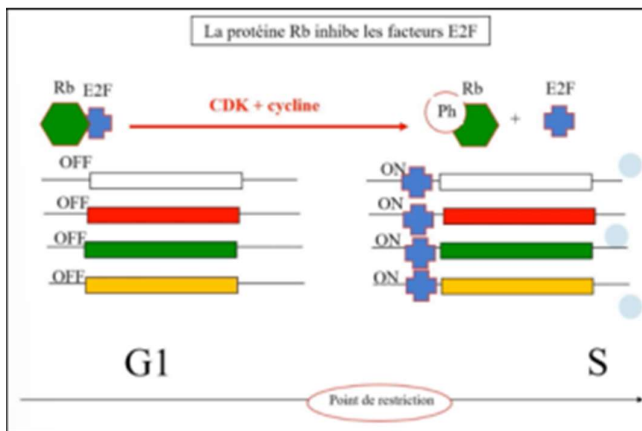 La protéine Rb inhibe les facteurs E2F
Rb E2F
CDK + cycline
Ph
Rb
+
E2F
OFF
OFF
OFF
OFF
ON
ON
ON
ON
G1
S
Point de restriction